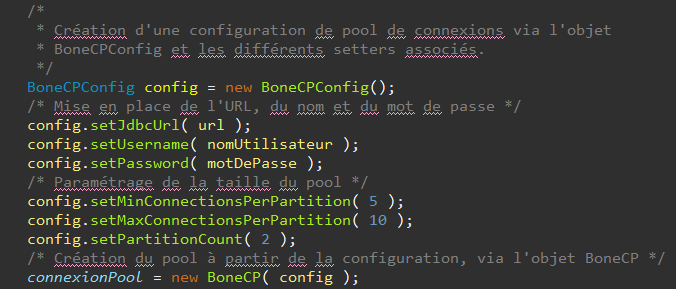 /*
* Création d'une configuration de pool de connexions via l'objet
* BoneCPConfig et les différents setters associés.
*/
BoneCPConfig config = new BoneCPConfig();
/* Mise en place de l'URL, du nom et du mot de passe */
config.setJdbcUrl( url );
config.setUsername( nomUtilisateur );
config.setPassword( motDePasse );
/* Paramétrage de la taille du pool */
config.setMinConnectionsPerPartition( 5 );
config.setMaxConnectionsPerPartition( 10 );
config.setPartitionCount( 2 );
/* Création du pool à partir de la configuration, via l'objet BoneCP */
connexionPool = new BoneCP( config );